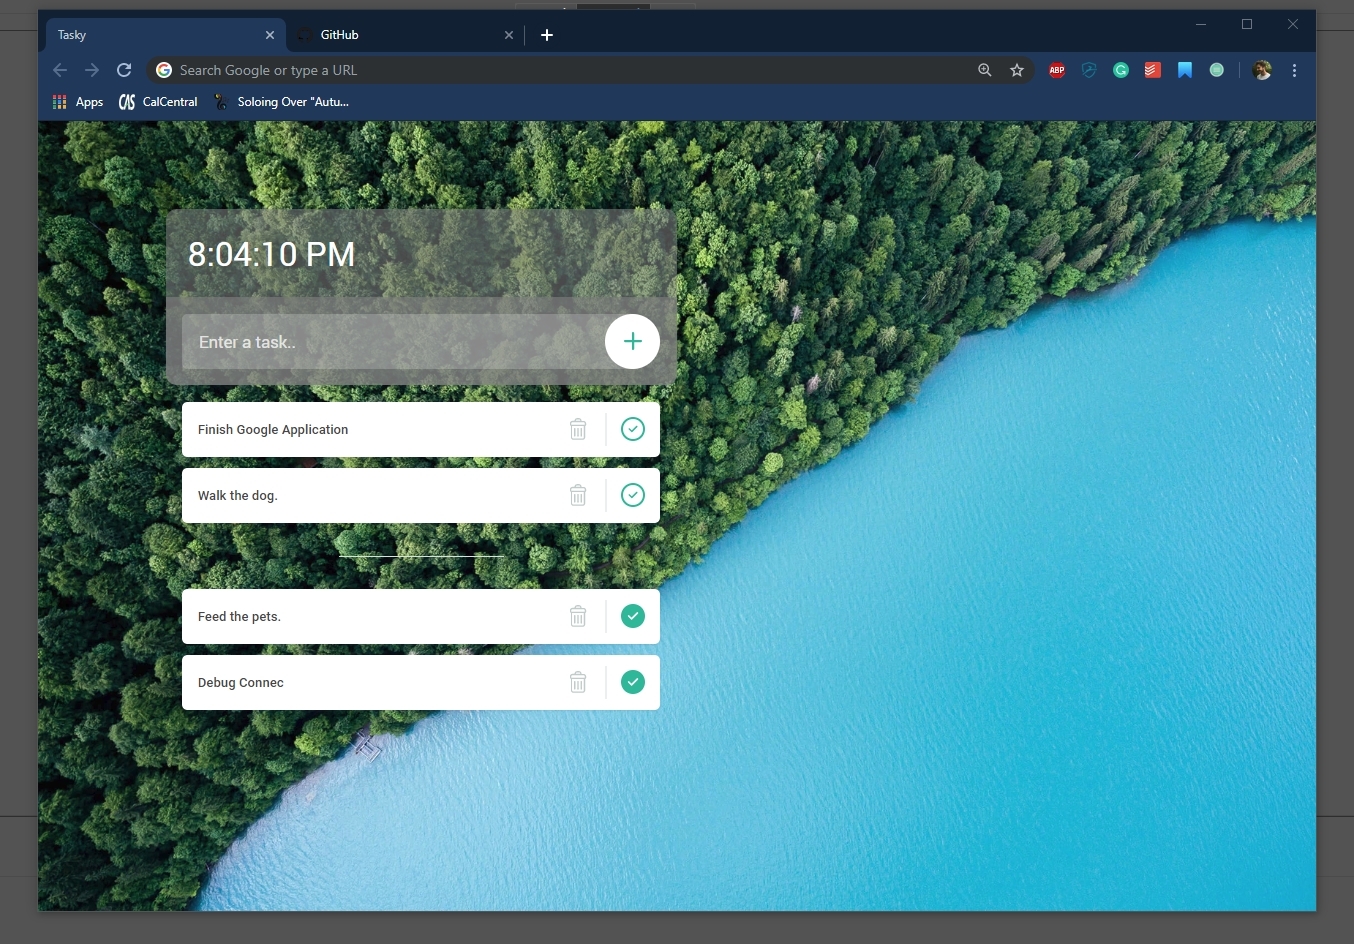 Tasky
GitHub
Search Google or type a URL
ABP
Apps
CalCentral
Soloing Over "Autu...
8:04:10 PM
Enter a task..
Finish Google Application
Walk the dog.
Feed the pets.
Debug Connec